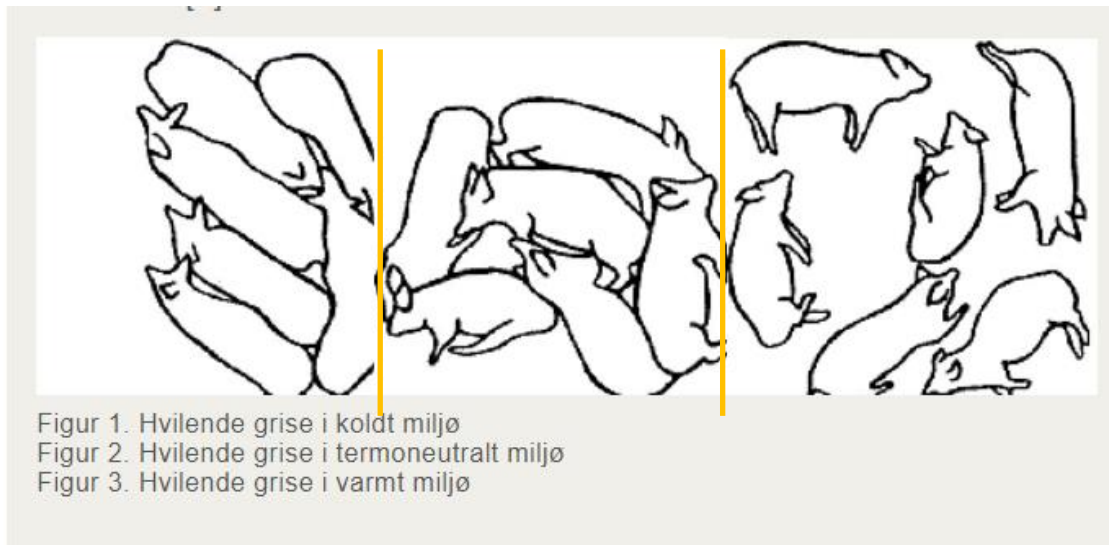 Figur 1. Hvilende grise i koldt miljø
Figur 2. Hvilende grise i termoneutralt miljø
Figur 3. Hvilende grise i varmt miljø